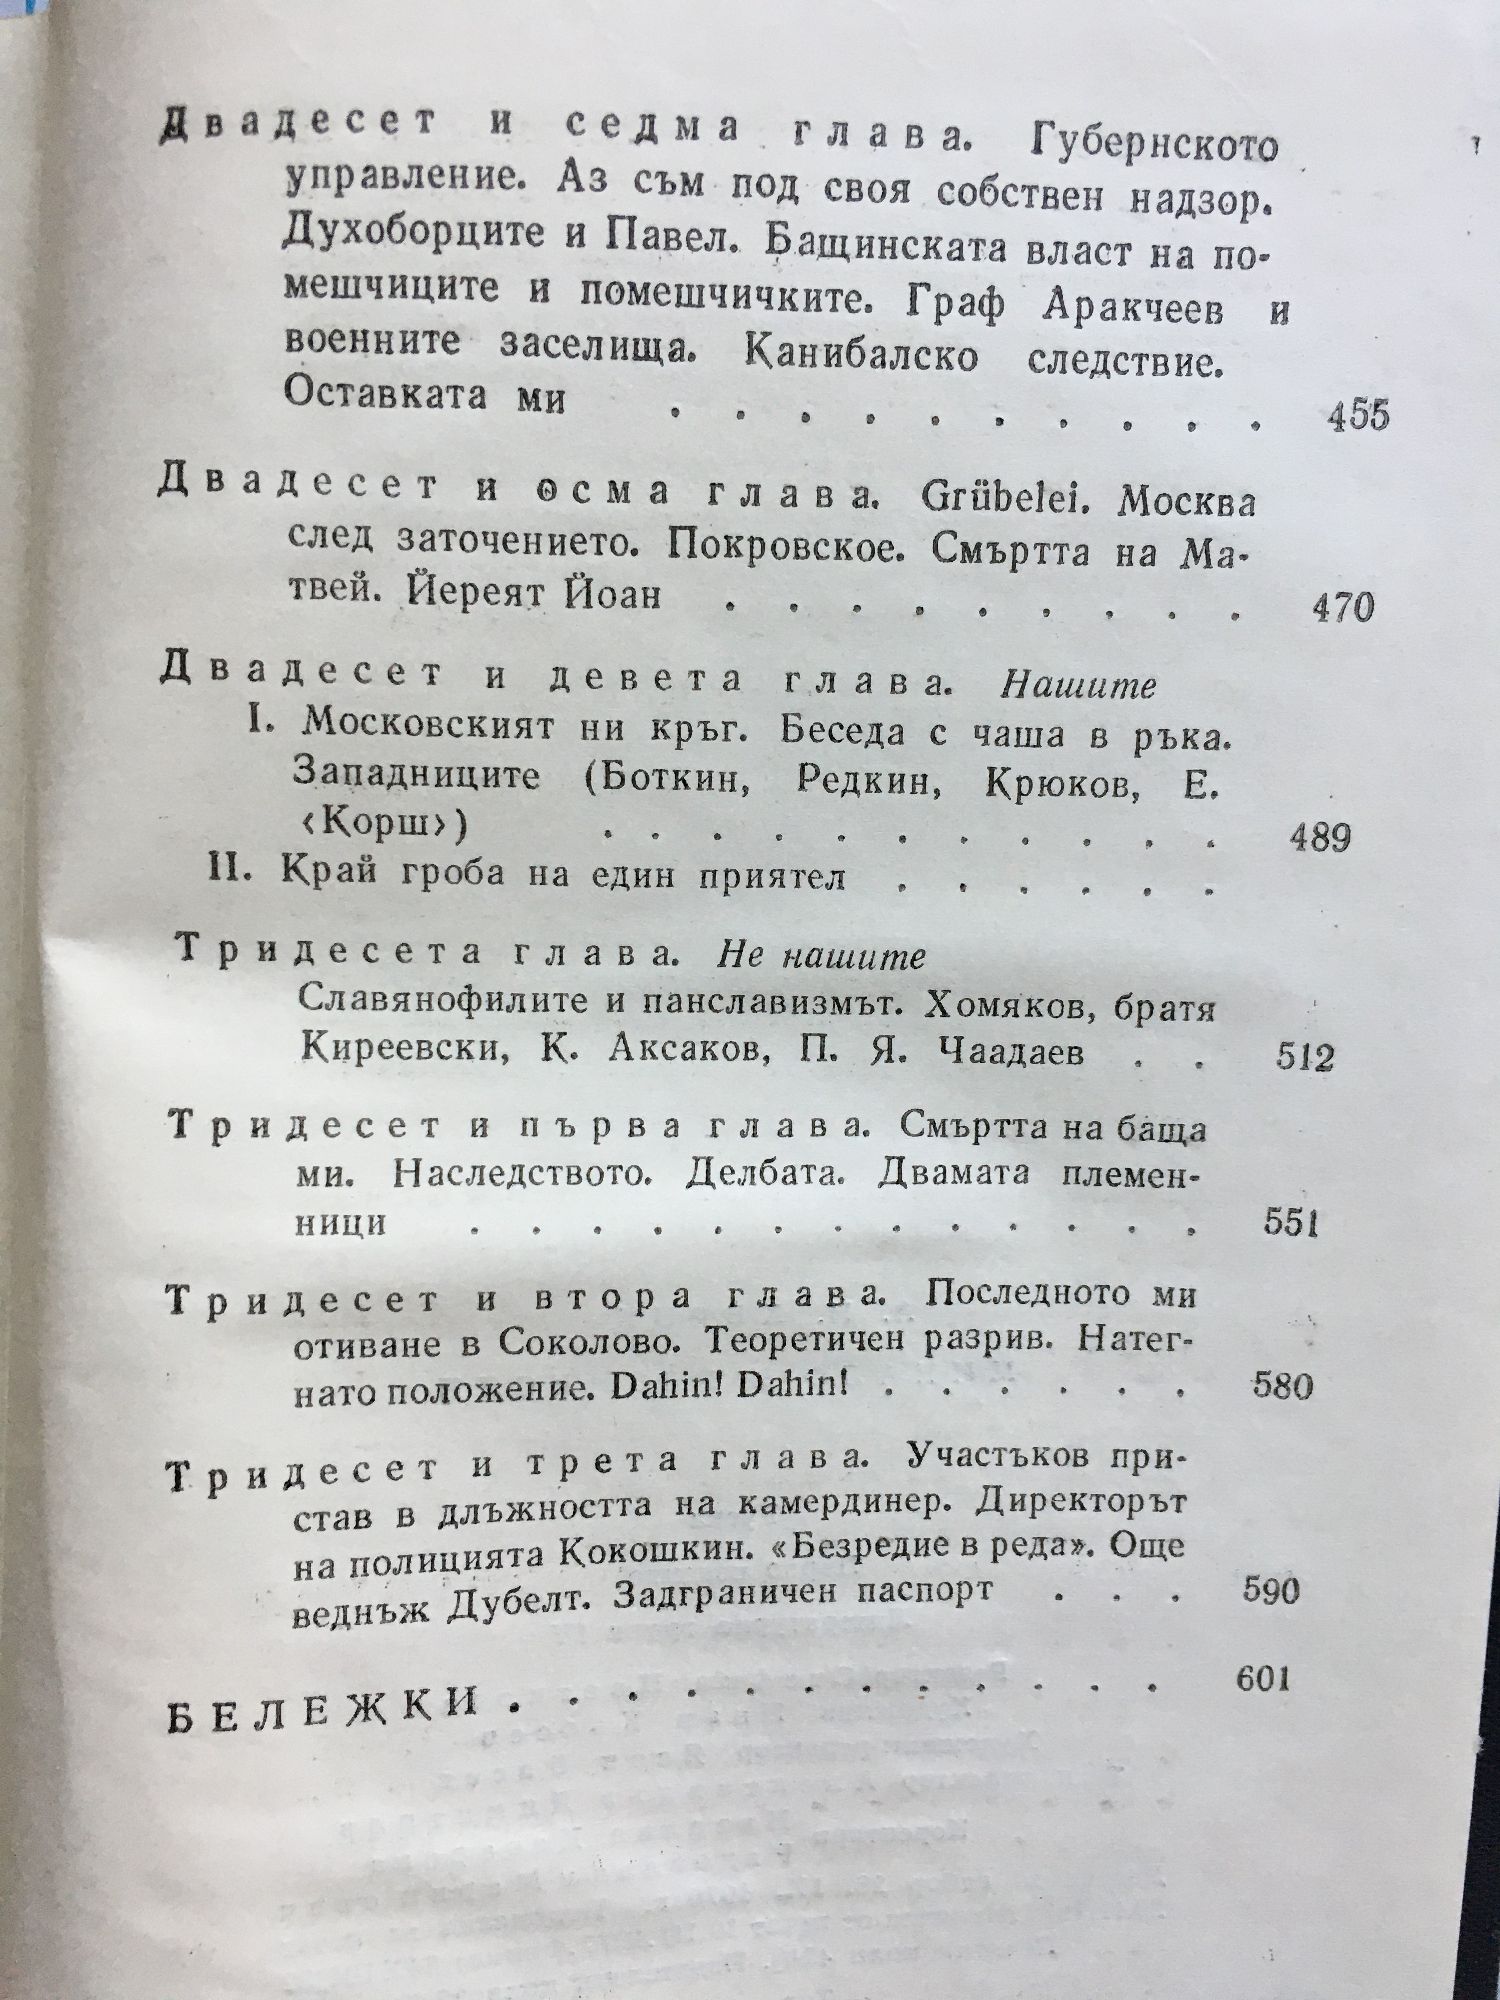 Двадесет и седма глава. Губернското
управление. Аз съм под своя собствен надзор.
Духоборците и Павел. Бащинската власт на по-
мешчиците и помешчичките. Граф Аракчеев и
военните заселища. Канибалско следствие.
Оставката ми . . . . . . . . . . 455
Двадесет и осма глава. Grübelei. Москва
след заточението. Покровское. Смъртта на Ма-
твей. Йереят Йоан . . . . . . . . . 470
Двадесет и девета глава. Нашите
I. Московският ни кръг. Беседа с чаша в ръка.
Западниците (Боткин, Редкин, Крюков, Е.
‹Корш›) . . . . . . . . . . . 489
II. Край гроба на един приятел . . . . . .
Тридесета глава. Не нашите
Славянофилите и панславизмът. Хомяков, братя
Киреевски, К. Аксаков, П. Я. Чаадаев . . 512
Тридесет и първа глава. Смъртта на баща
ми. Наследството. Делбата. Двамата племен-
ници . . . . . . . . . . . . . 551
Тридесет и втора глава. Последното ми
отиване в Соколово. Теоретичен разрив. Натег-
нато положение. Dahin! Dahin! . . . . . . 580
Тридесет и трета глава. Участъков при-
став в длъжността на камердинер. Директорът
на полицията Кокошкин. «Безредие в реда». Още
веднъж Дубелт. Задграничен паспорт . . . 590
БЕЛЕЖКИ . . . . . . . . . . . . 601